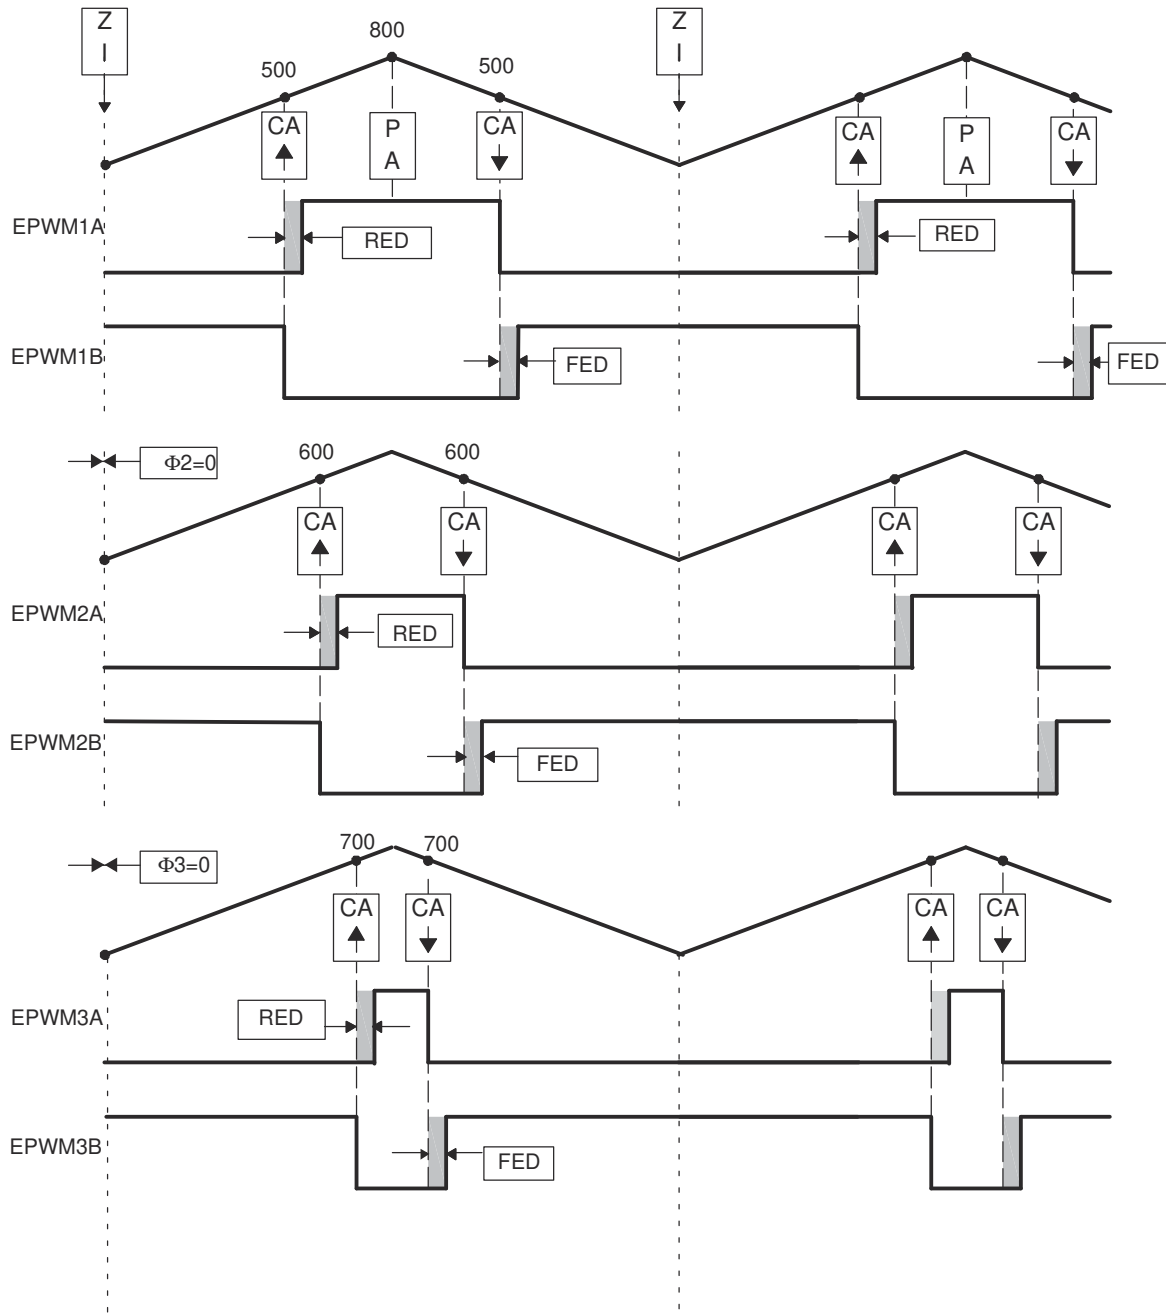 Z
I
Z
I
800
500
500
CA
P
A
CA
CA
P
A
CA
EPWM1A
RED
RED
EPWM1B
FED
FED
Φ2=0
600
600
CA
CA
CA
CA
EPWM2A
RED
EPWM2B
FED
Φ3=0
700
700
CA
CA
CA
CA
EPWM3A
RED
EPWM3B
FED